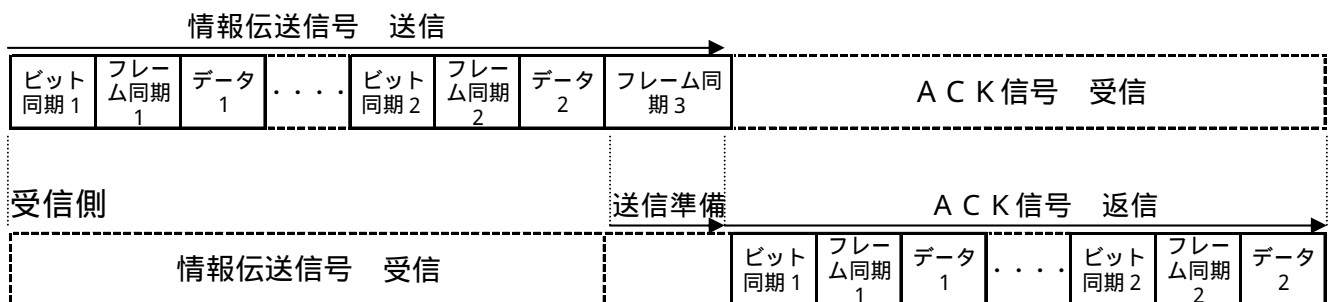 情報伝送信号 送信
ビット
同期1
フレー
ム同期
1
データ
1
・・・・
ビット
同期2
フレー
ム同期
2
データ
2
フレーム同
期3
ACK信号 受信
受信側
送信準備
ACK信号 返信
情報伝送信号 受信
ビット
同期1
フレー
ム同期
1
データ
1
・・・・
ビット
同期2
フレー
ム同期
2
データ
2